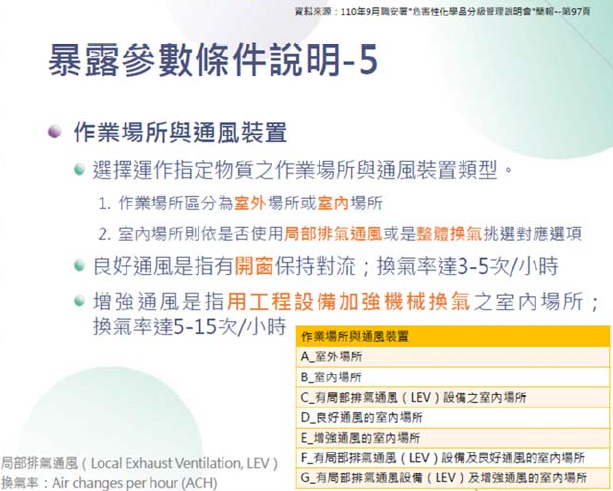 資料來源：110年9月職安署"危害性化學品分級管理說明會"簡報--第97頁
暴露參數條件說明-5
作業場所與通風裝置
選擇運作指定物質之作業場所與通風裝置類型。
1. 作業場所區分為室外場所或室內場所
2. 室內場所則依是否使用局部排氣通風或是整體換氣挑選對應選項
良好通風是指有開窗保持對流；換氣率達3-5次/小時
增強通風是指用工程設備加強機械換氣之室內場所；
換氣率達5-15次/小時
作業場所與通風裝置
A_室外場所
B_室內場所
C_有局部排氣通風（LEV）設備之室內場所
D_良好通風的室內場所
E_增強通風的室內場所
F_有局部排氣通風（LEV）設備及良好通風的室內場所
G_有局部排氣通風設備（LEV）及增強通風的室內場所
局部排氣通風（Local Exhaust Ventilation, LEV）
換氣率：Air changes per hour (ACH)